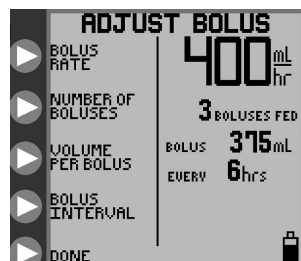 ADJUST BOLUS
BOLUS
RATE
400 mL/hr
NUMBER OF
BOLUSES
3 BOLUSES FED
VOLUME
PER BOLUS
BOLUS 375mL
EVERY 6hrs
BOLUS
INTERVAL
DONE